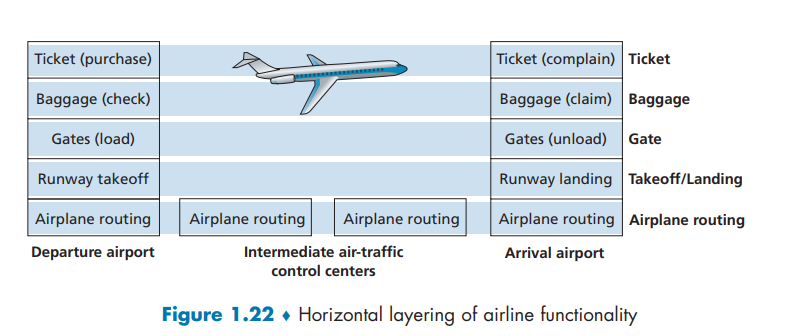 Ticket (purchase) Ticket (complain) Ticket
Baggage (check) Baggage (claim) Baggage
Gates (load) Gates (unload) Gate
Runway takeoff Runway landing Takeoff/Landing
Airplane routing Airplane routing Airplane routing Airplane routing Airplane routing
Departure airport Intermediate air-traffic Arrival airport
control centers
Figure 1.22 ♦ Horizontal layering of airline functionality